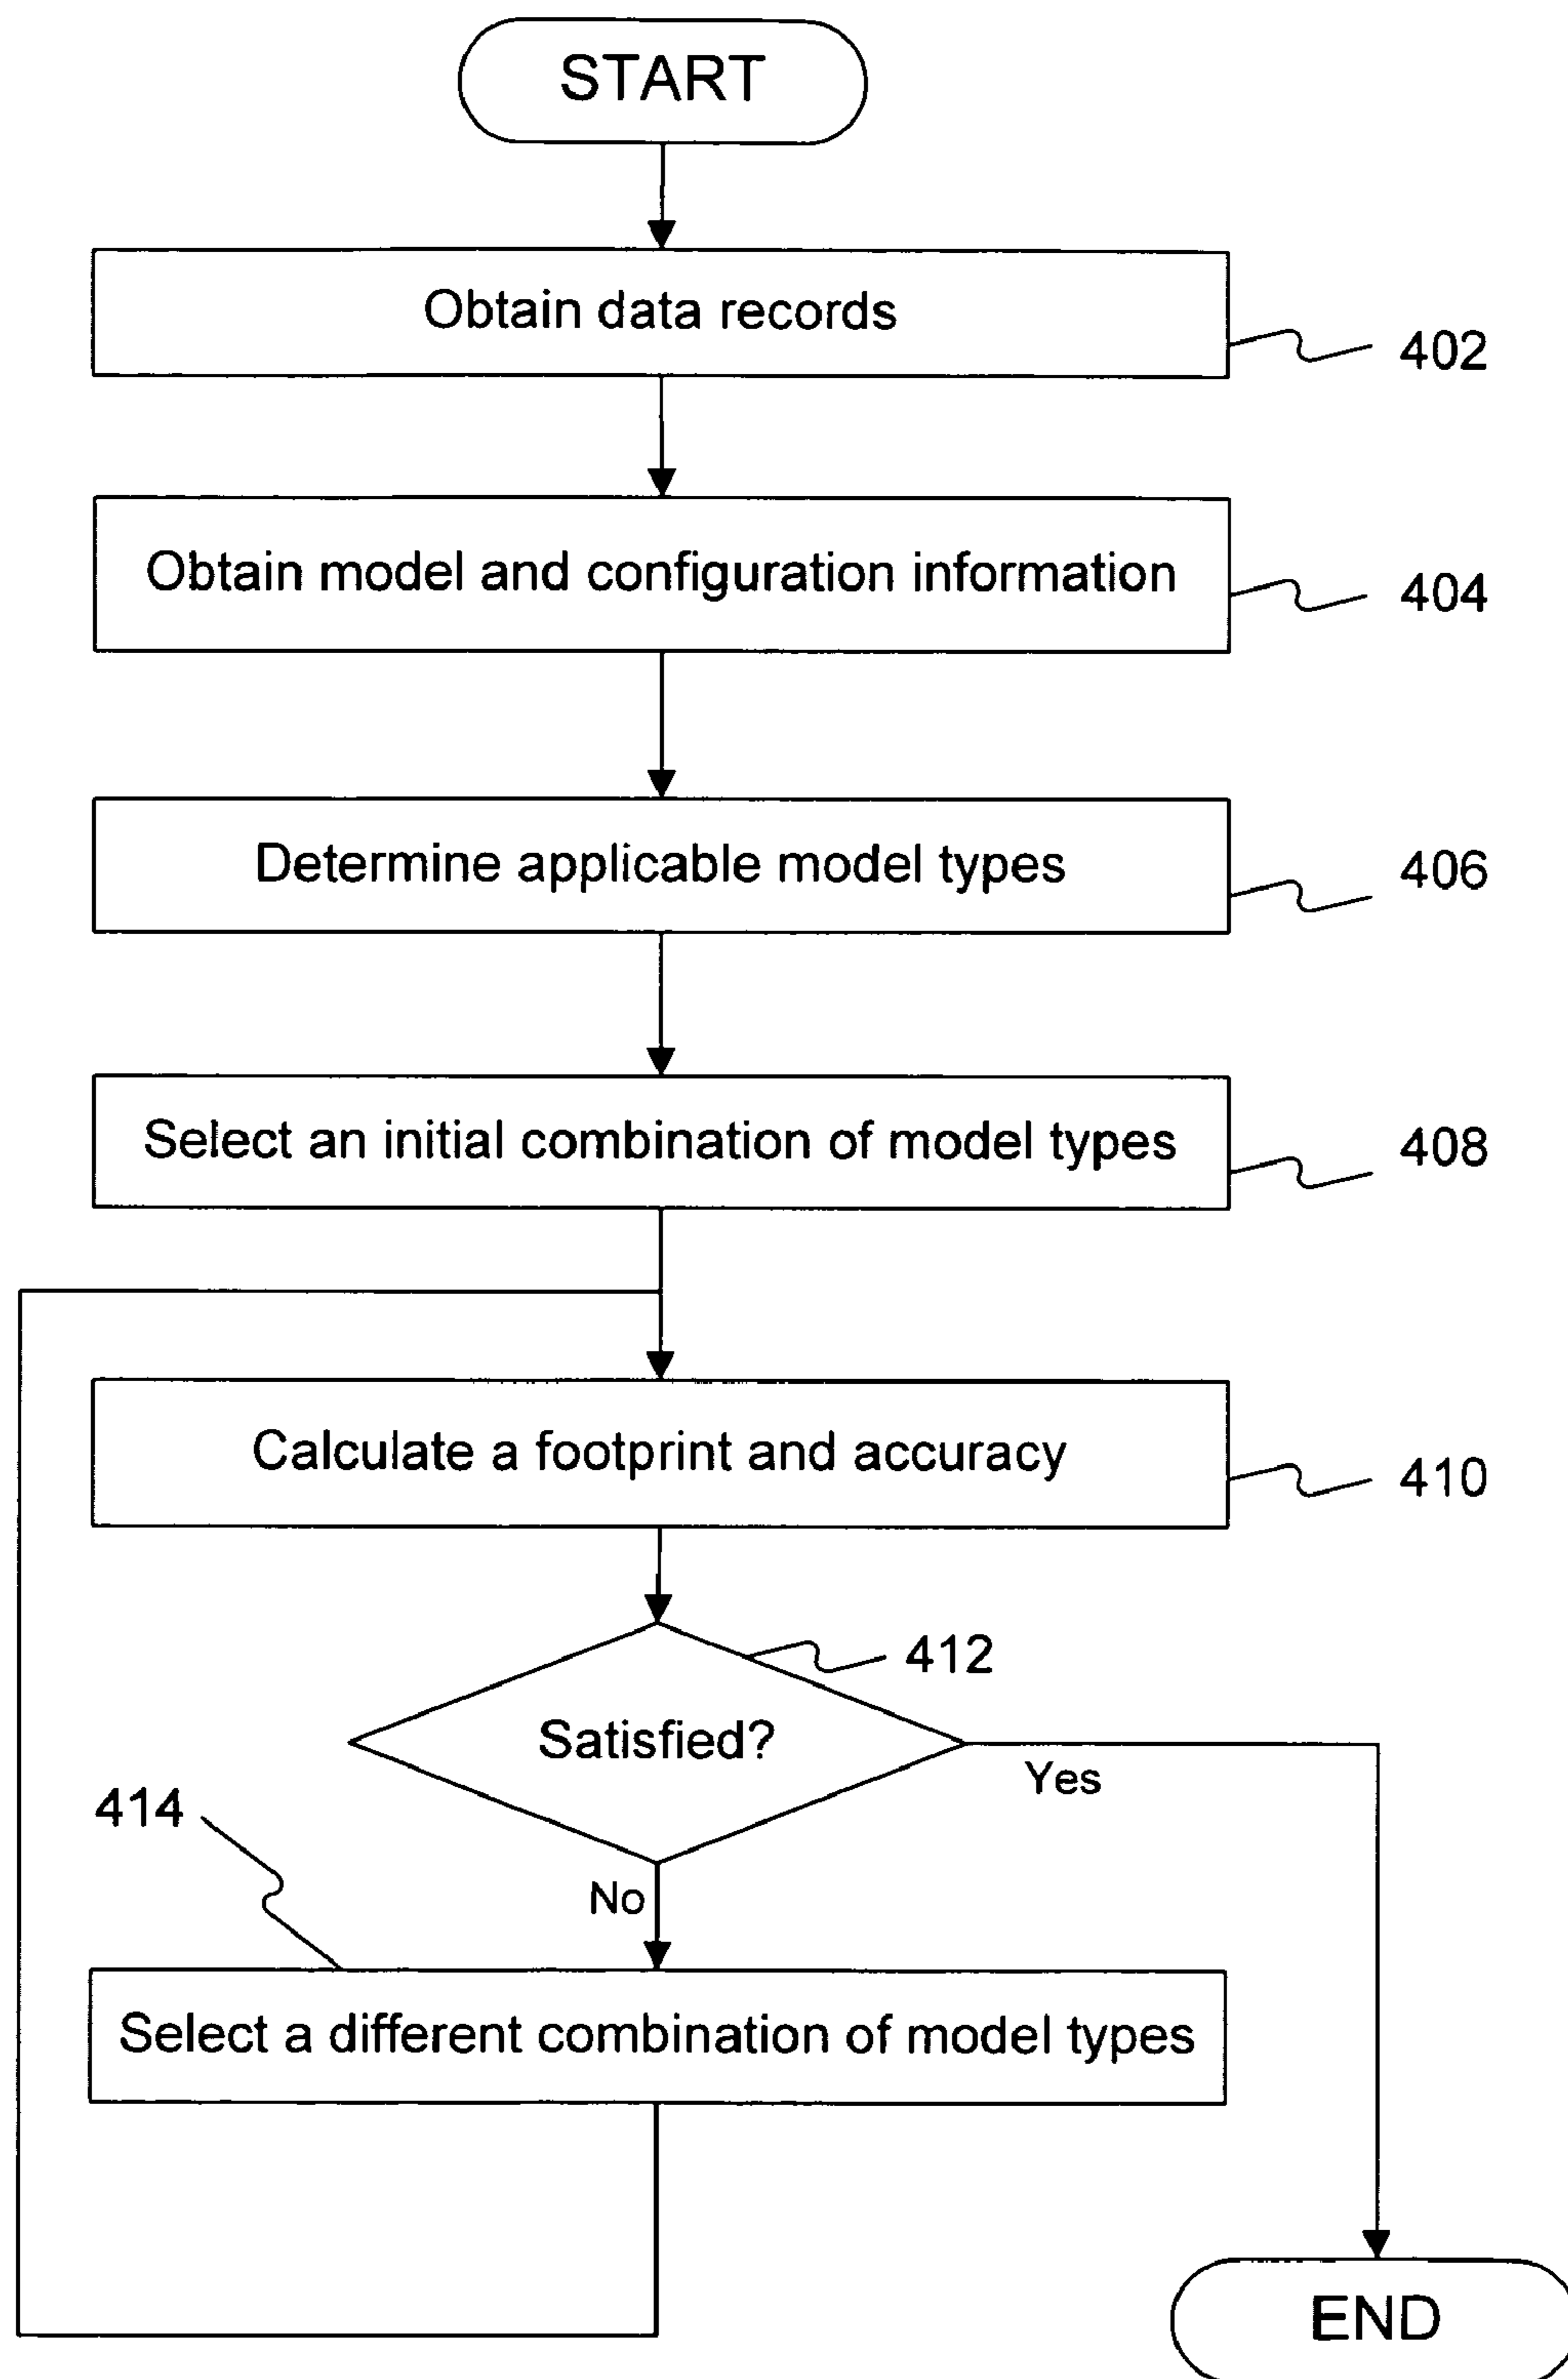 START
Obtain data records
402
Obtain model and configuration information
404
Determine applicable model types
406
Select an initial combination of model types
408
Calculate a footprint and accuracy
410
412
Satisfied?
Yes
414
No
Select a different combination of model types
END